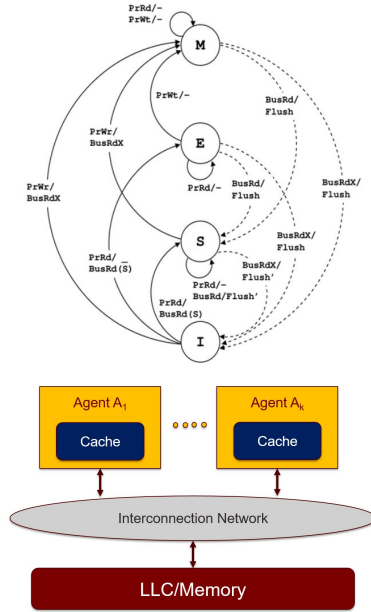 PrRd/—
PrWt/—
M
PrWt/—
BusRd/
Flush
E
PrWr/
BusRdX
PrWr/
BusRdX
PrRd/—
BusRd/
Flush
BusRdX/
Flush
S
BusRdX/
Flush
PrRd/
BusRd(S̅)
PrRd/—
BusRd/Flush'
BusRdX/
Flush'
PrRd/
BusRd(S)
I
Agent A₁
Agent Aₖ
Cache
Cache
Interconnection Network
LLC/Memory